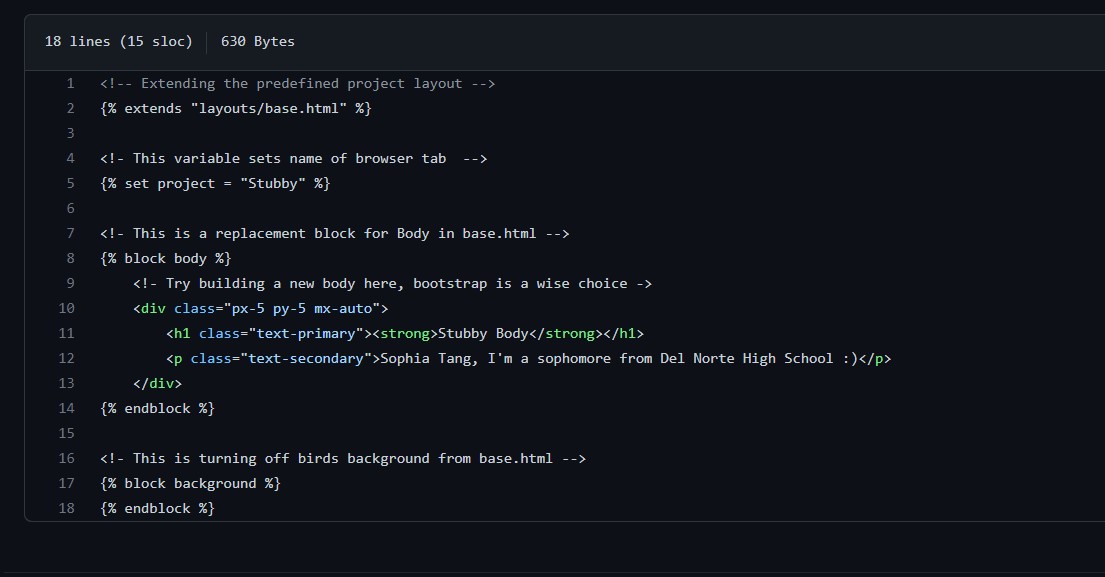 18 lines (15 sloc) 630 Bytes
1 <!-- Extending the predefined project layout -->
2 {% extends "layouts/base.html" %}
3
4 <!- This variable sets name of browser tab  -->
5 {% set project = "Stubby" %}
6
7 <!- This is a replacement block for Body in base.html -->
8 {% block body %}
9     <!- Try building a new body here, bootstrap is a wise choice ->
10     <div class="px-5 py-5 mx-auto">
11         <h1 class="text-primary"><strong>Stubby Body</strong></h1>
12         <p class="text-secondary">Sophia Tang, I'm a sophomore from Del Norte High School :)</p>
13     </div>
14 {% endblock %}
15
16 <!- This is turning off birds background from base.html -->
17 {% block background %}
18 {% endblock %}